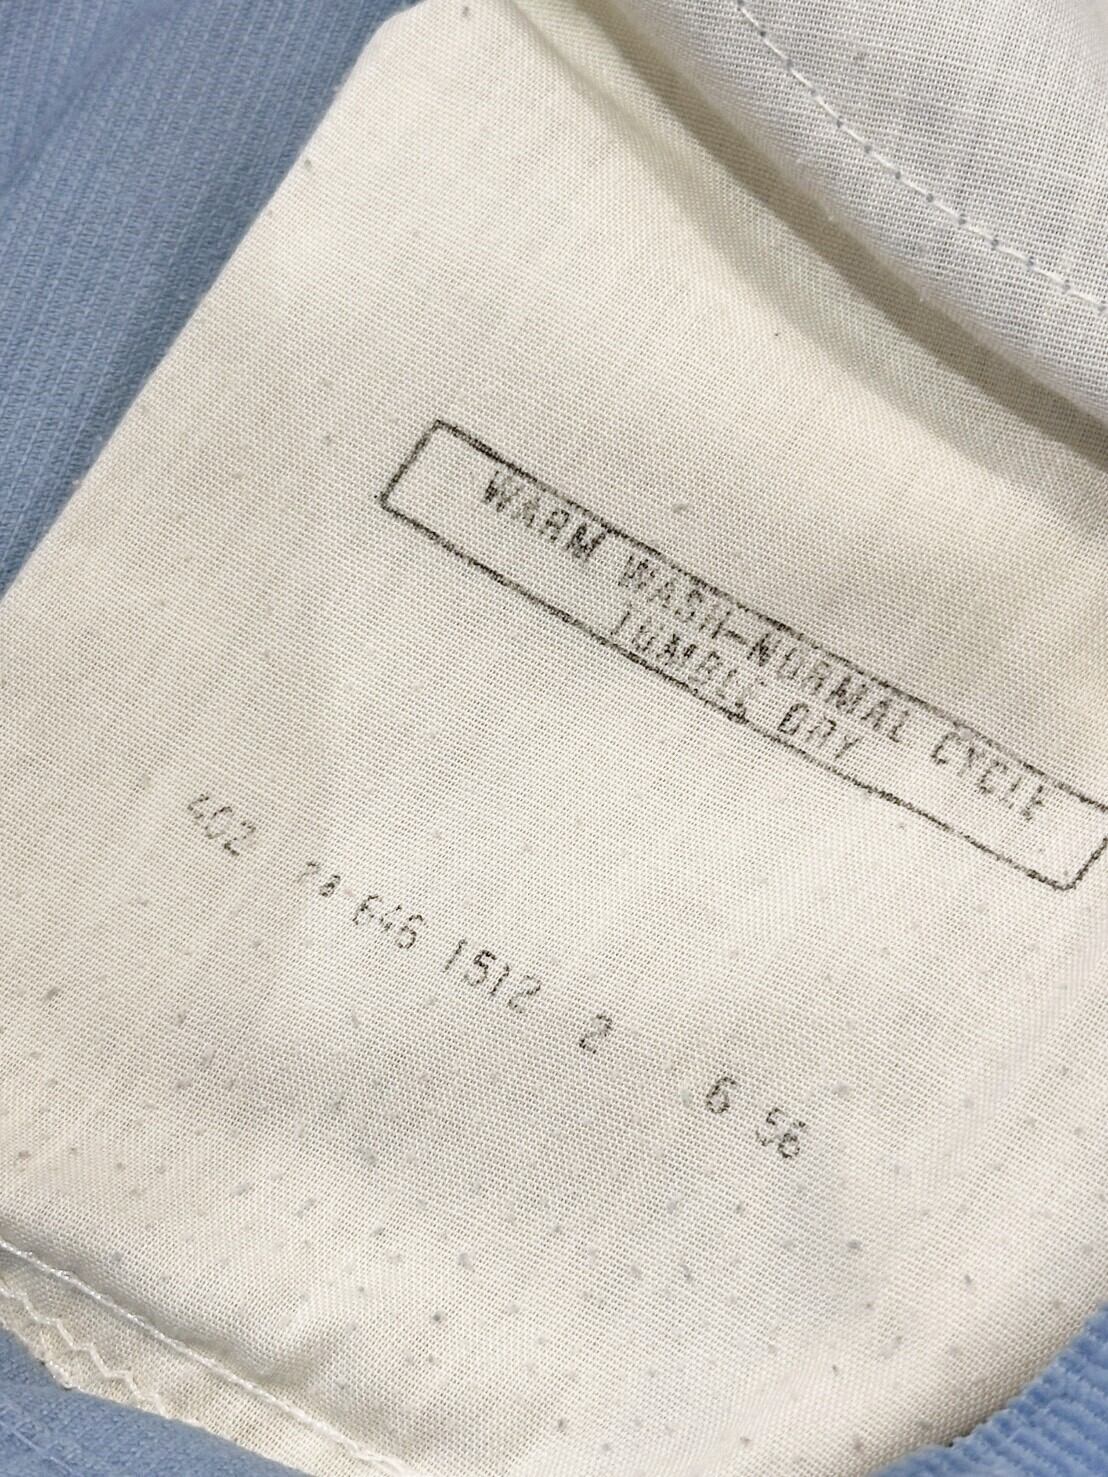 WARM WASH-NORMAL CYCLE
TUMBLE DRY
402 646 1512 2 6 56